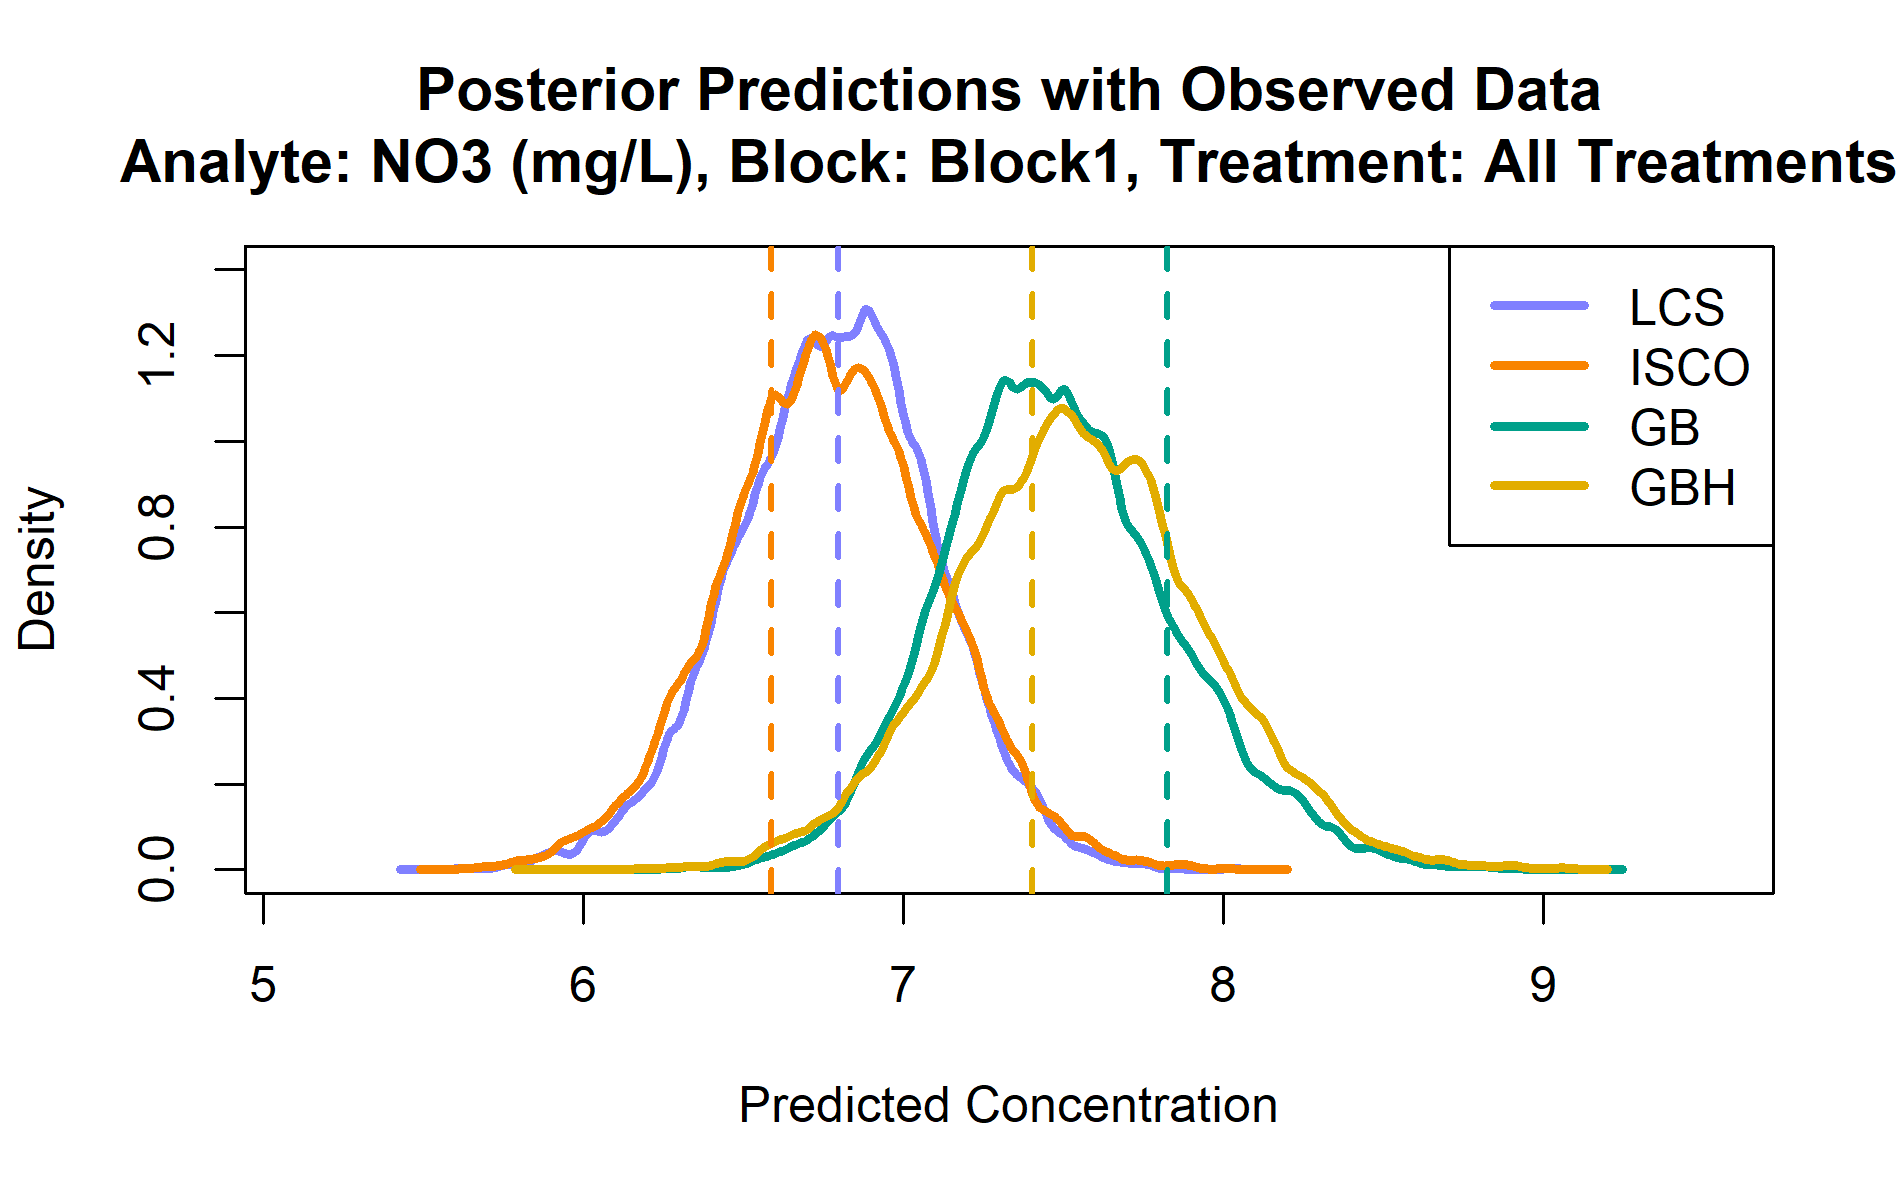 Posterior Predictions with Observed Data
Analyte: NO3 (mg/L), Block: Block1, Treatment: All Treatments
LCS
ISCO
GB
GBH
Density
0.0
0.4
0.8
1.2
5
6
7
8
9
Predicted Concentration